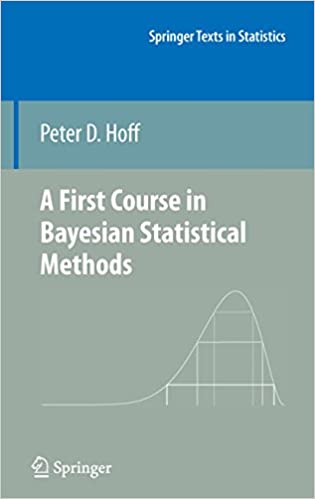 Springer Texts in Statistics
Peter D. Hoff
A First Course in
Bayesian Statistical
Methods
Springer